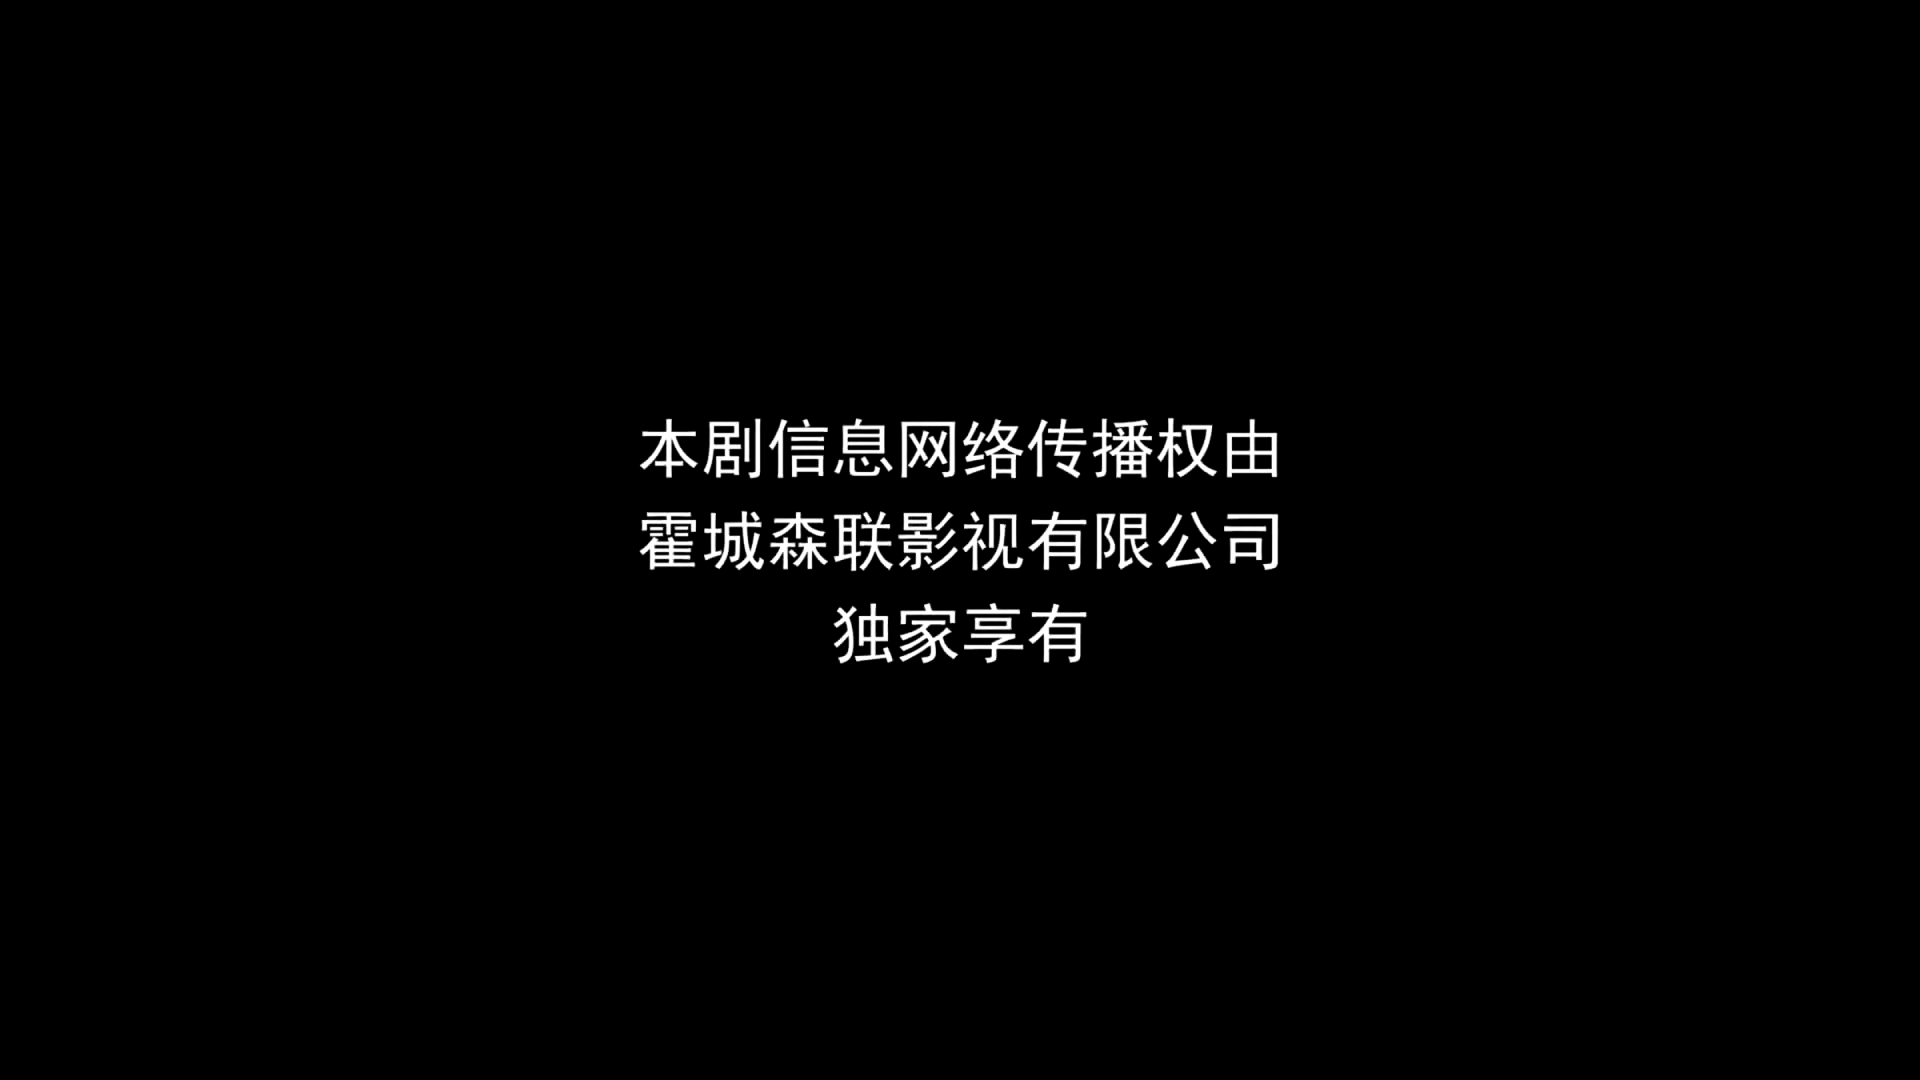 本剧信息网络传播权由
霍城森联影视有限公司
独家享有